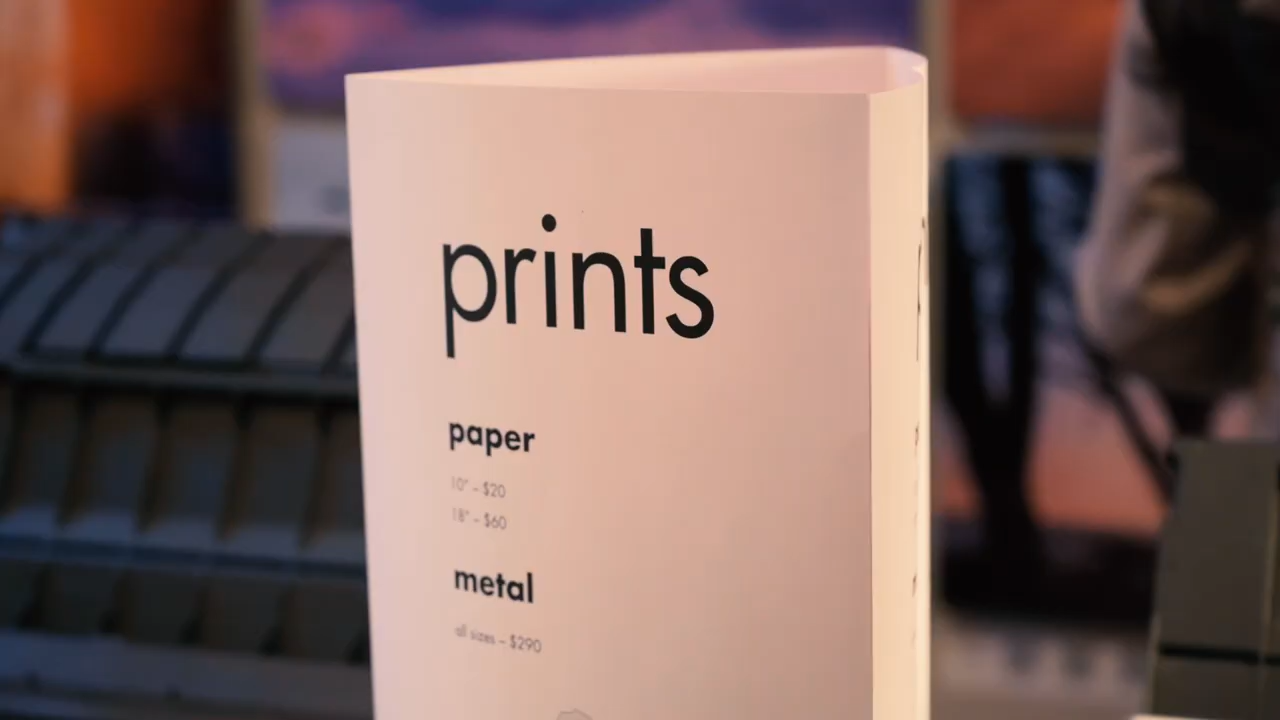 prints
paper
10" – $20
18" – $60
metal
all sizes – $290